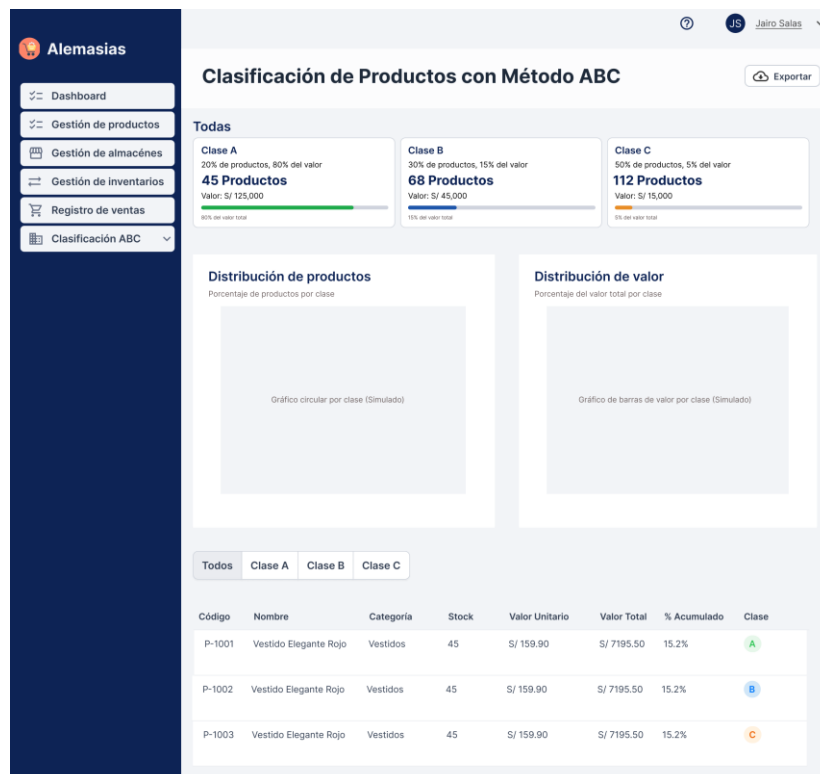 JS Jairo Salas
Alemasias
Clasificación de Productos con Método ABC
Exportar
Dashboard
Gestión de productos
Gestión de almacénes
Gestión de inventarios
Registro de ventas
Clasificación ABC
Todas
Clase A
20% de productos, 80% del valor
45 Productos
Valor: S/ 125,000
80% del valor total
Clase B
30% de productos, 15% del valor
68 Productos
Valor: S/ 45,000
15% del valor total
Clase C
50% de productos, 5% del valor
112 Productos
Valor: S/ 15,000
5% del valor total
Distribución de productos
Porcentaje de productos por clase
Gráfico circular por clase (Simulado)
Distribución de valor
Porcentaje del valor total por clase
Gráfico de barras de valor por clase (Simulado)
Todos Clase A Clase B Clase C
Código Nombre Categoría Stock Valor Unitario Valor Total % Acumulado Clase
P-1001 Vestido Elegante Rojo Vestidos 45 S/ 159.90 S/ 7195.50 15.2% A
P-1002 Vestido Elegante Rojo Vestidos 45 S/ 159.90 S/ 7195.50 15.2% B
P-1003 Vestido Elegante Rojo Vestidos 45 S/ 159.90 S/ 7195.50 15.2% C